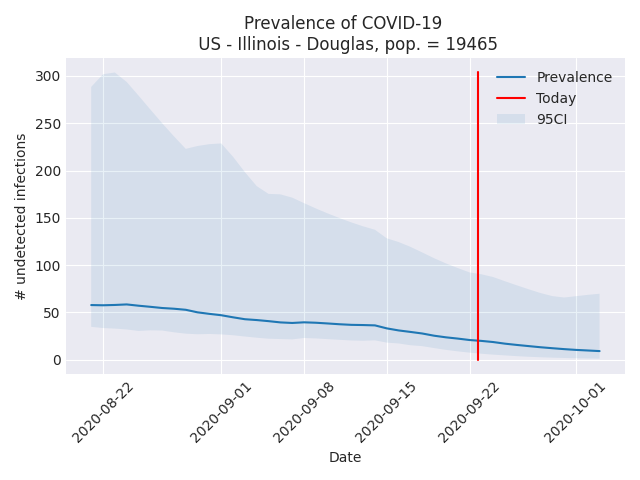 Prevalence of COVID-19
US - Illinois - Douglas, pop. = 19465
Prevalence
Today
95CI
# undetected infections
300
250
200
150
100
50
0
2020-08-22
2020-09-01
2020-09-08
2020-09-15
2020-09-22
2020-10-01
Date